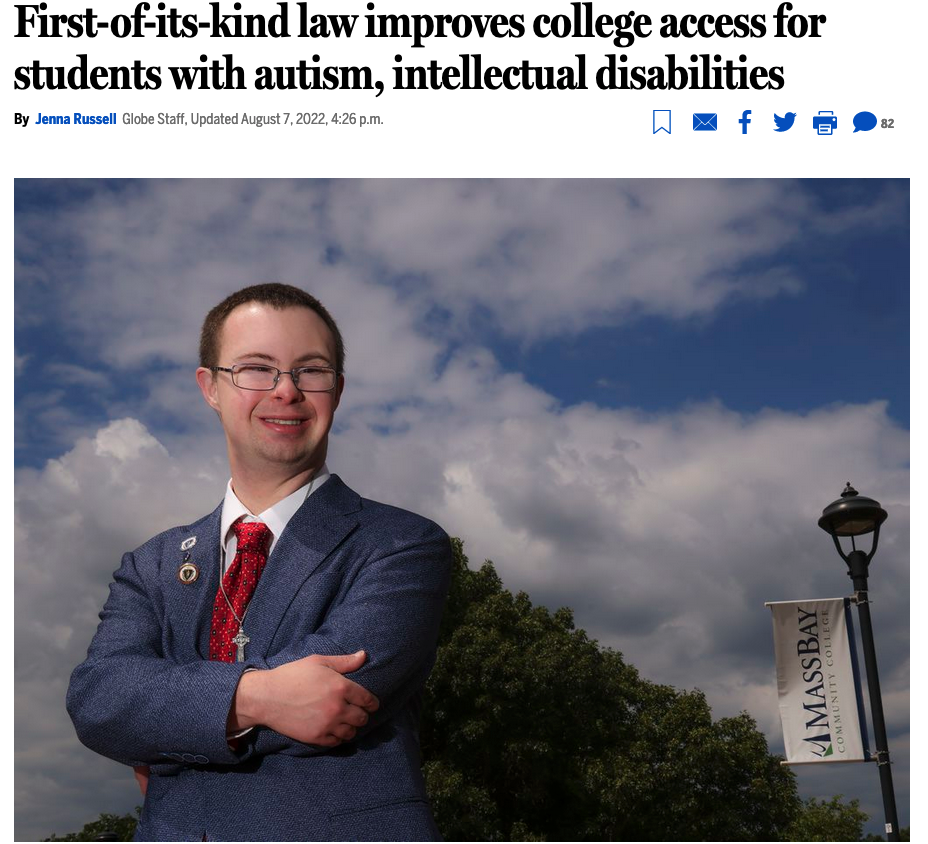 First-of-its-kind law improves college access for
students with autism, intellectual disabilities
By Jenna Russell Globe Staff, Updated August 7, 2022, 4:26 p.m.
82
MASSBAY
COMMUNITY COLLEGE